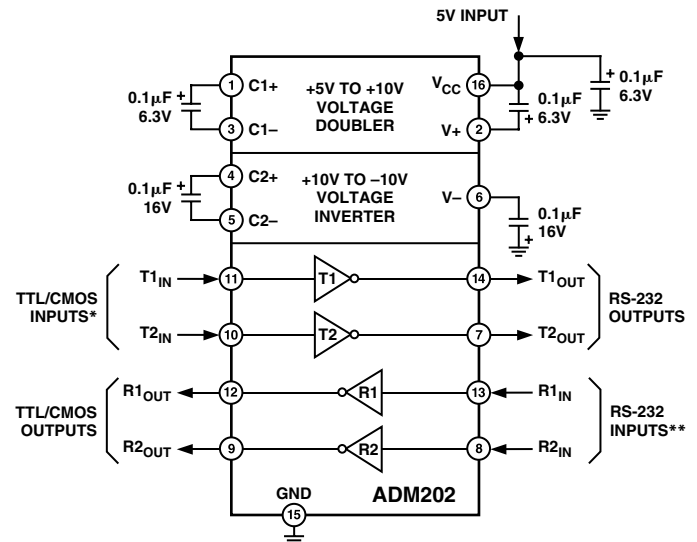 5V INPUT
1 C1+
+5V TO +10V
VOLTAGE
DOUBLER
VCC 16
0.1μF +
6.3V
3 C1–
V+ 2
+ 0.1μF
6.3V
+ 0.1μF
6.3V
4 C2+
+10V TO –10V
VOLTAGE
INVERTER
0.1μF +
16V
5 C2–
V– 6
0.1μF
+ 16V
TTL/CMOS
INPUTS*
T1IN 11 T1 14 T1OUT
T2IN 10 T2 7 T2OUT
RS-232
OUTPUTS
TTL/CMOS
OUTPUTS
R1OUT 12 R1 13 R1IN
R2OUT 9 R2 8 R2IN
RS-232
INPUTS**
GND
15
ADM202